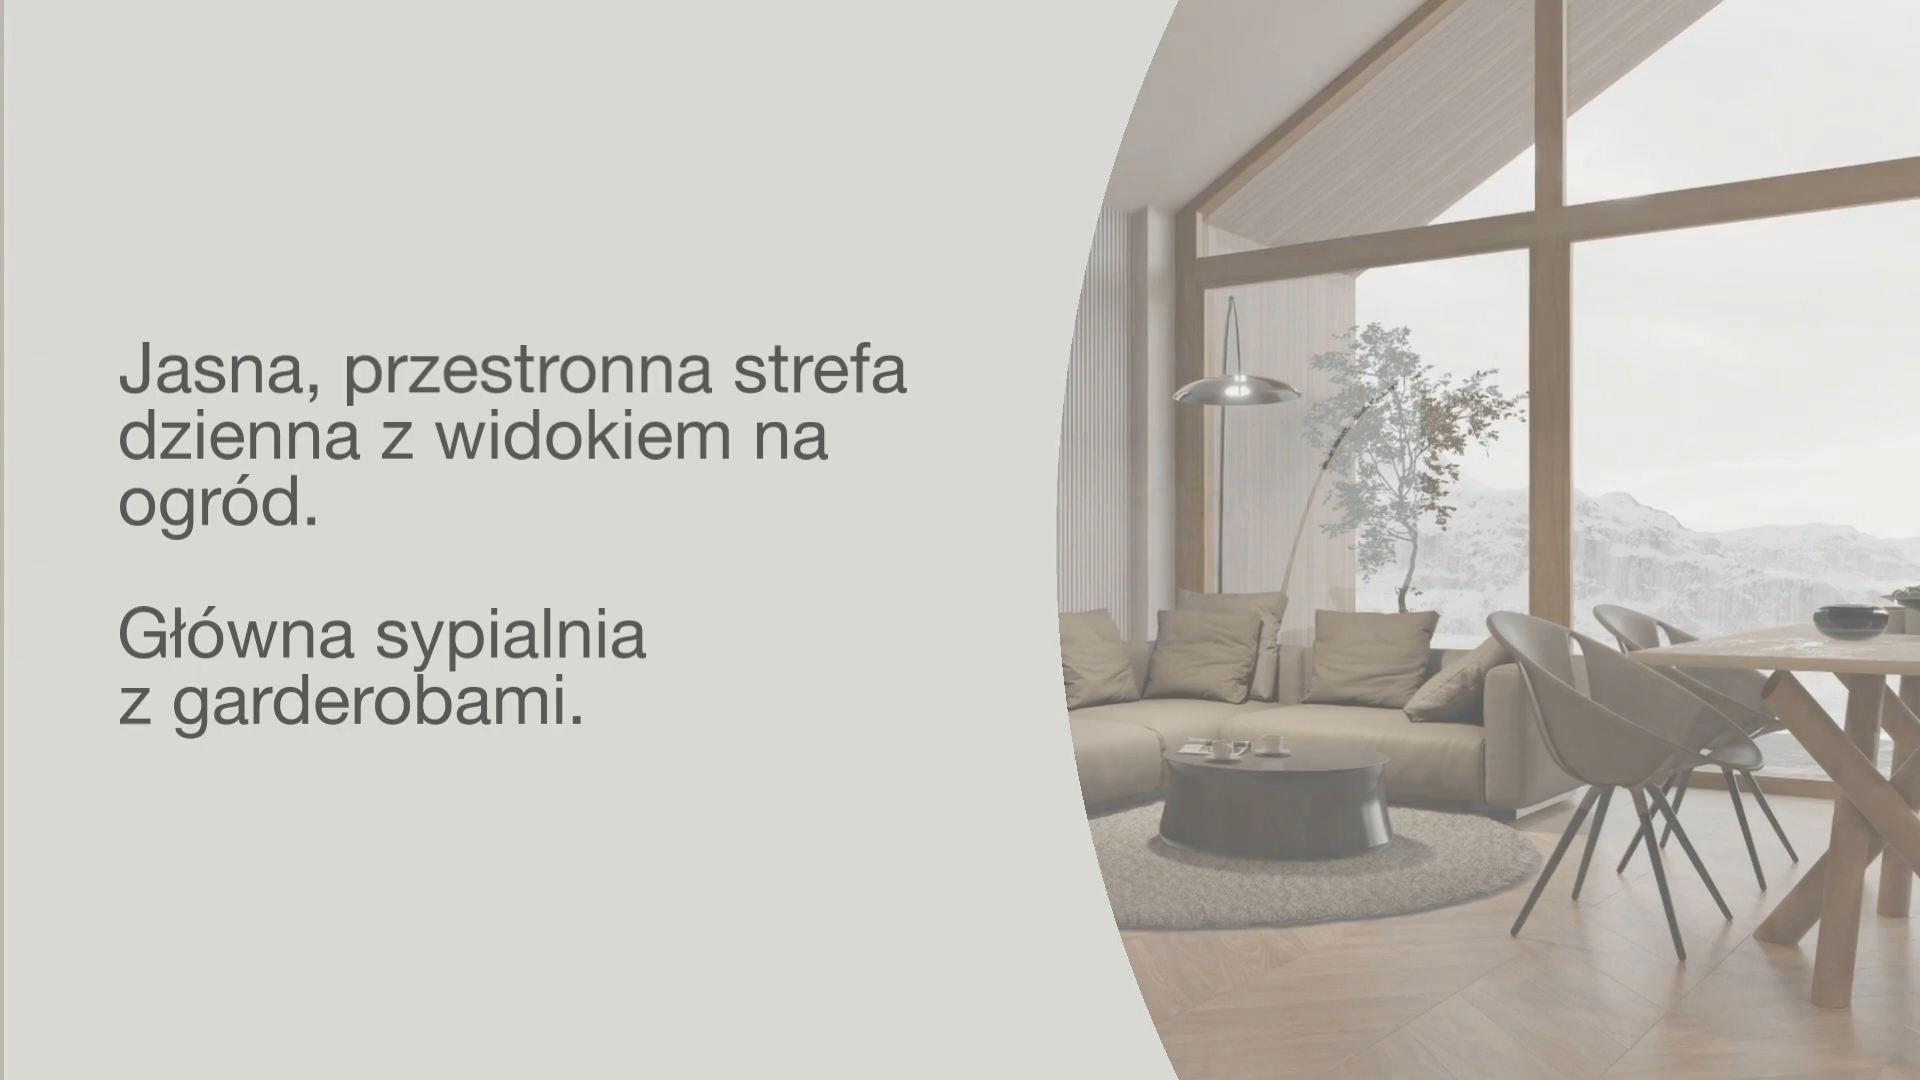 Jasna, przestronna strefa
dzienna z widokiem na
ogród.
Główna sypialnia
z garderobami.